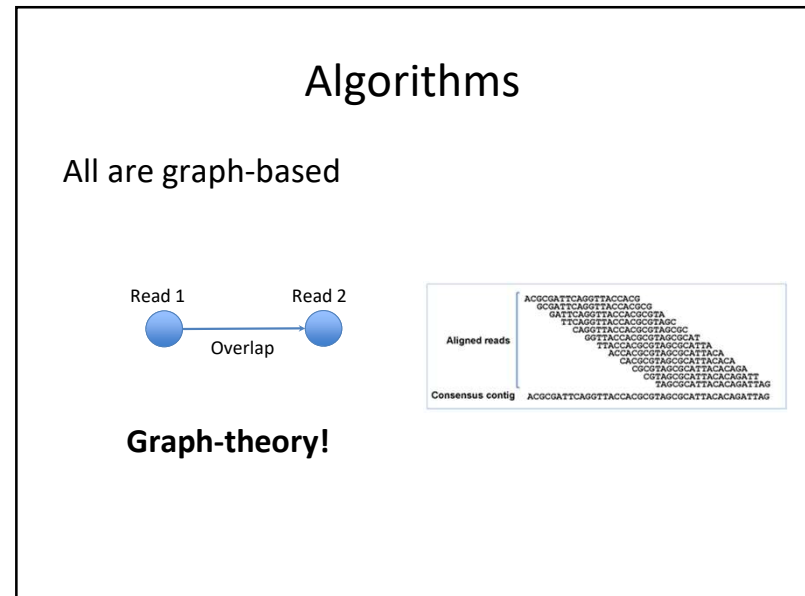 Algorithms
All are graph-based
Read 1
Read 2
Overlap
Graph-theory!
Aligned reads
ACGCGATTCAGGTTACCACG
GCGATTCAGGTTACCACGCG
GATTCAGGTTACCACGCGTA
TTCAGGTTACCACGCGTAGC
CAGGTTACCACGCGTAGCGC
GGTTACCACGCGTAGCGCAT
TTACCACGCGTAGCGCATTA
ACCACGCGTAGCGCATTACA
CACGCGTAGCGCATTACACA
CGCGTAGCGCATTACACAGA
CGTAGCGCATTACACAGATT
TAGCGCATTACACAGATTAG
Consensus contig ACGCGATTCAGGTTACCACGCGTAGCGCATTACACAGATTAG